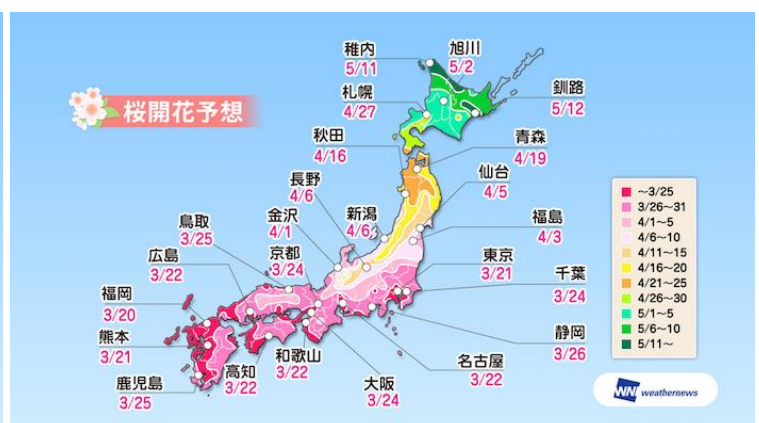 桜開花予想
稚内
5/11
旭川
5/2
札幌
4/27
釧路
5/12
秋田
4/16
青森
4/19
長野
4/6
仙台
4/5
金沢
4/1
新潟
4/6
福島
4/3
鳥取
3/25
広島
3/22
京都
3/24
東京
3/21
千葉
3/24
福岡
3/20
静岡
3/26
熊本
3/21
和歌山
3/22
名古屋
3/22
鹿児島
3/25
高知
3/22
大阪
3/24
～3/25
3/26～31
4/1～5
4/6～10
4/11～15
4/16～20
4/21～25
4/26～30
5/1～5
5/6～10
5/11～
WN weathernews